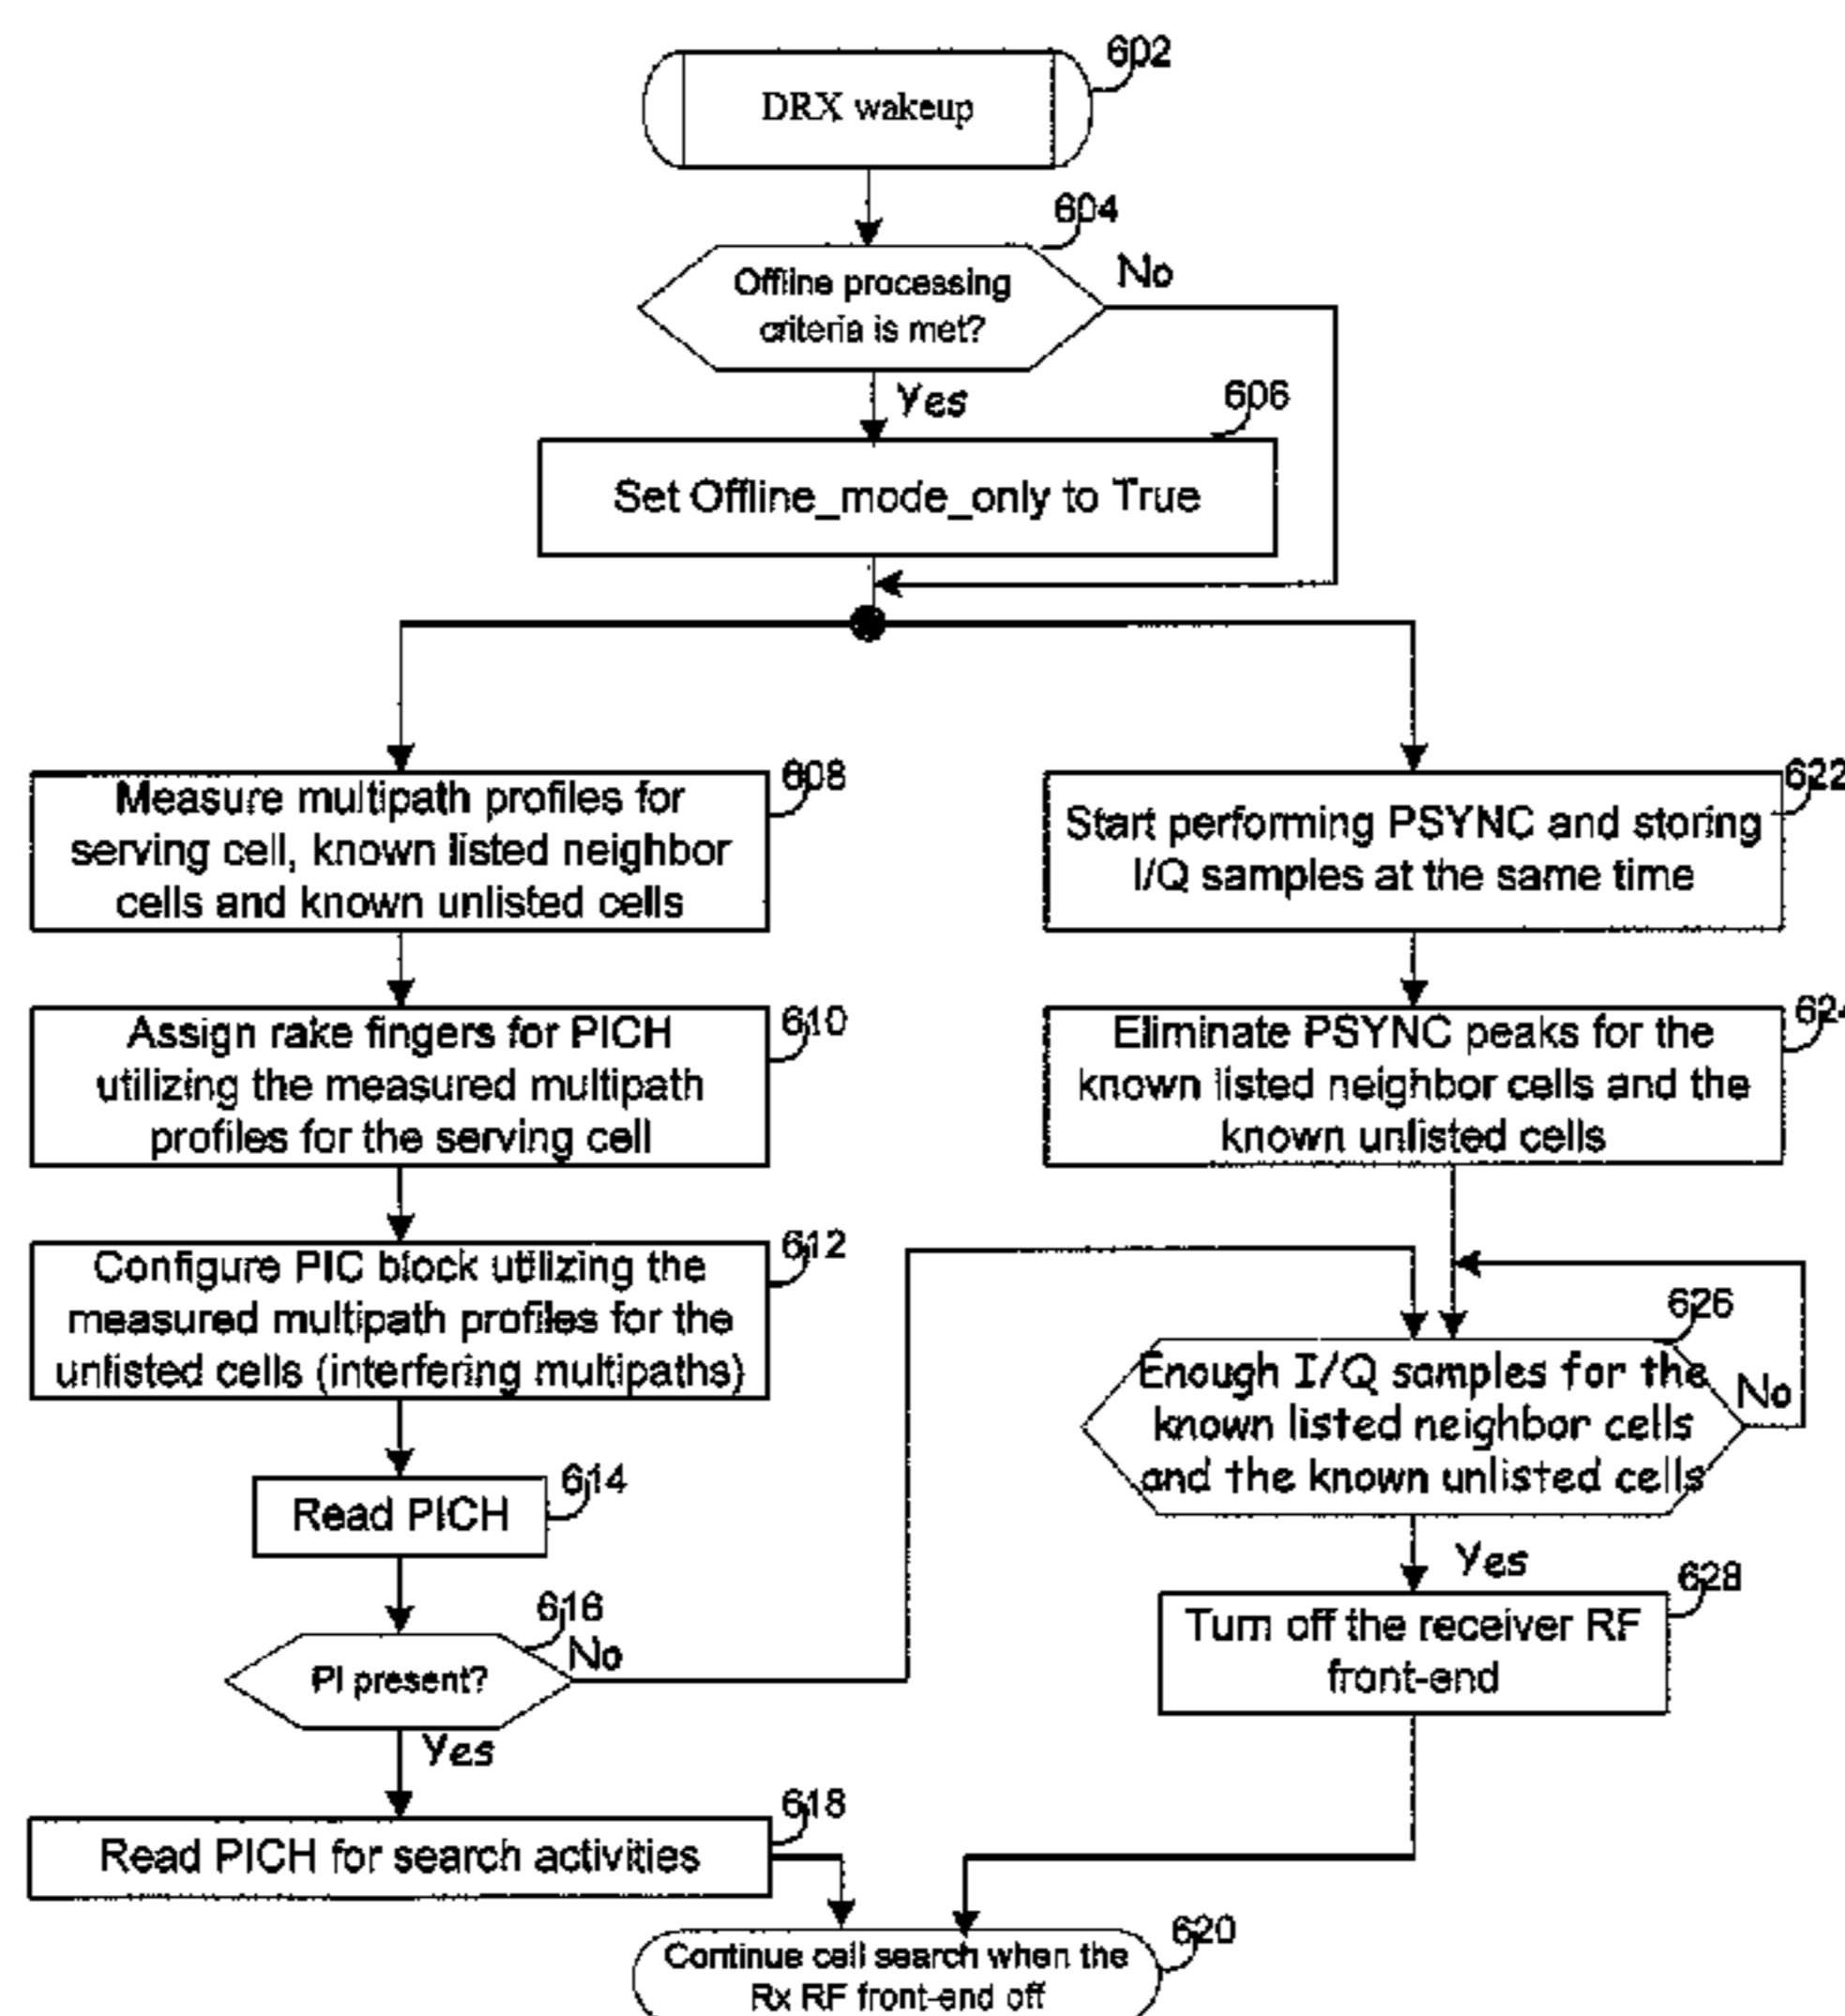 602
DRX wakeup
604
Offline processing
criteria is met?
No
Yes
606
Set Offline_mode_only to True
608
Measure multipath profiles for
serving cell, known listed neighbor
cells and known unlisted cells
622
Start performing PSYNC and storing
I/Q samples at the same time
610
Assign rake fingers for PICH
utilizing the measured multipath
profiles for the serving cell
624
Eliminate PSYNC peaks for the
known listed neighbor cells and the
known unlisted cells
612
Configure PIC block utilizing the
measured multipath profiles for the
unlisted cells (interfering multipaths)
626
Enough I/Q samples for the
known listed neighbor cells
and the known unlisted cells
No
614
Read PICH
Yes
616
PI present?
No
628
Turn off the receiver RF
front-end
Yes
618
Read PICH for search activities
620
Continue cell search when the
Rx RF front-end off